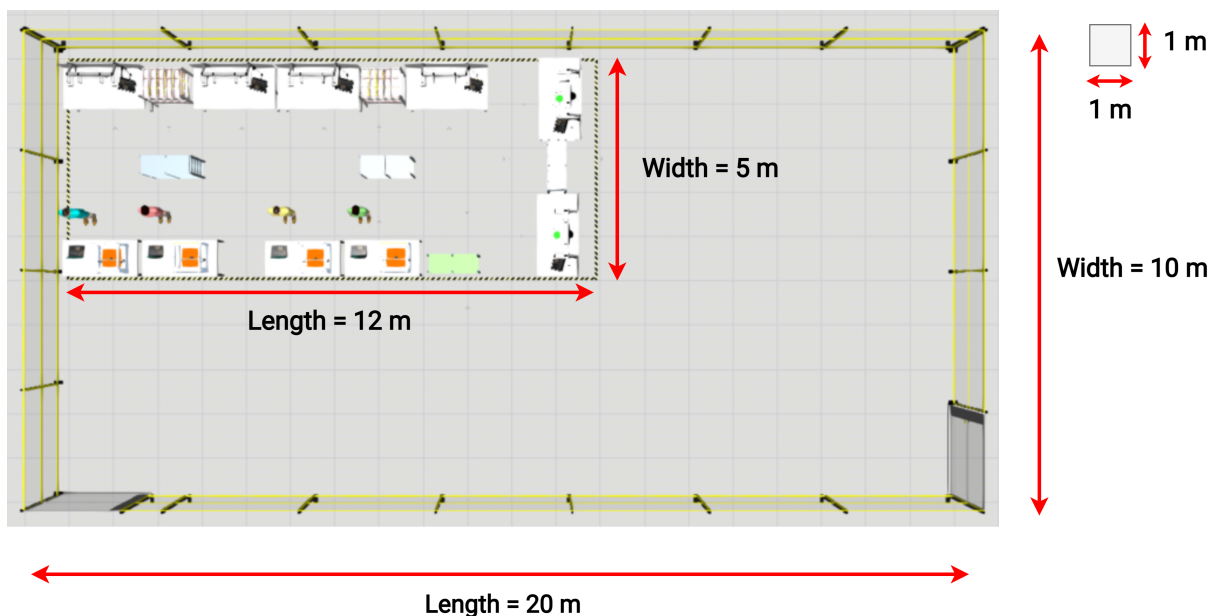 1 m
1 m
Width = 5 m
Width = 10 m
Length = 12 m
Length = 20 m